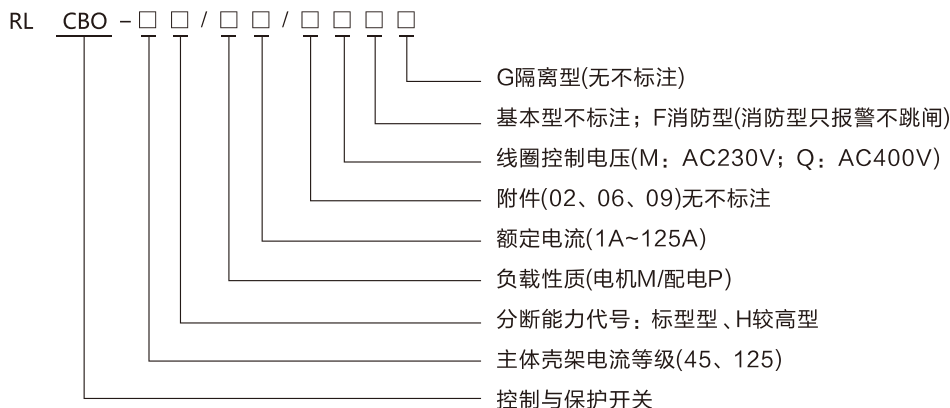 RL CBO-□□/□□/□□□□
G隔离型(无不标注)
基本型不标注；F消防型(消防型只报警不跳闸)
线圈控制电压(M：AC230V；Q：AC400V)
附件(02、06、09)无不标注
额定电流(1A~125A)
负载性质(电机M/配电P)
分断能力代号：标型型、H较高型
主体壳架电流等级(45、125)
控制与保护开关